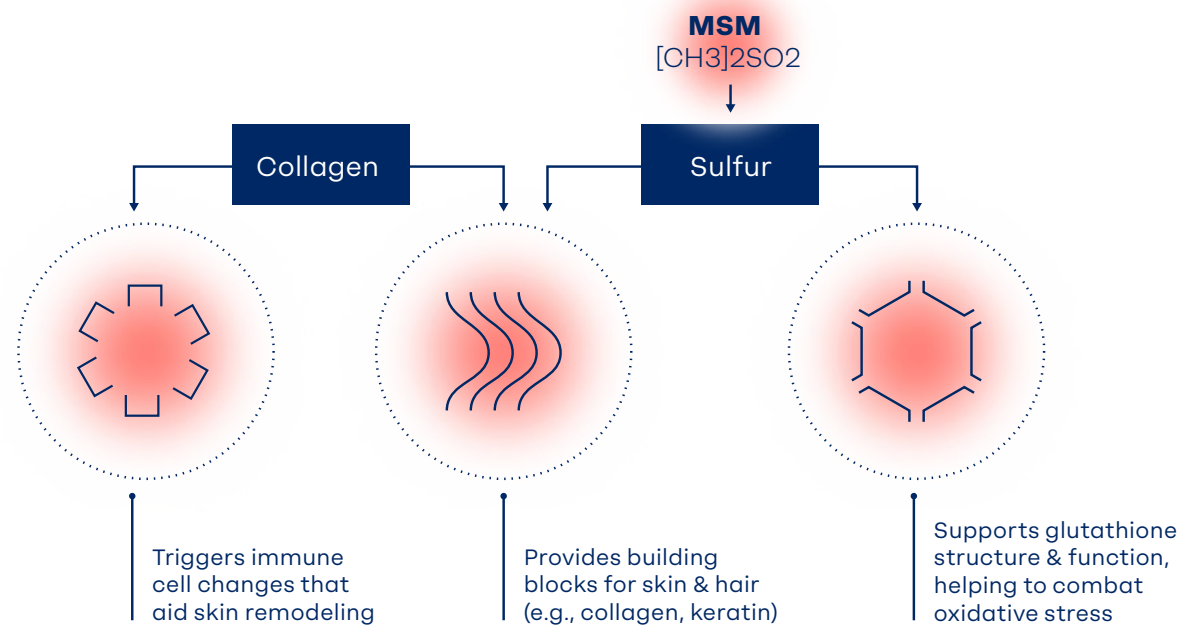 MSM
[CH3]2SO2
Collagen
Sulfur
Triggers immune
cell changes that
aid skin remodeling
Provides building
blocks for skin & hair
(e.g., collagen, keratin)
Supports glutathione
structure & function,
helping to combat
oxidative stress